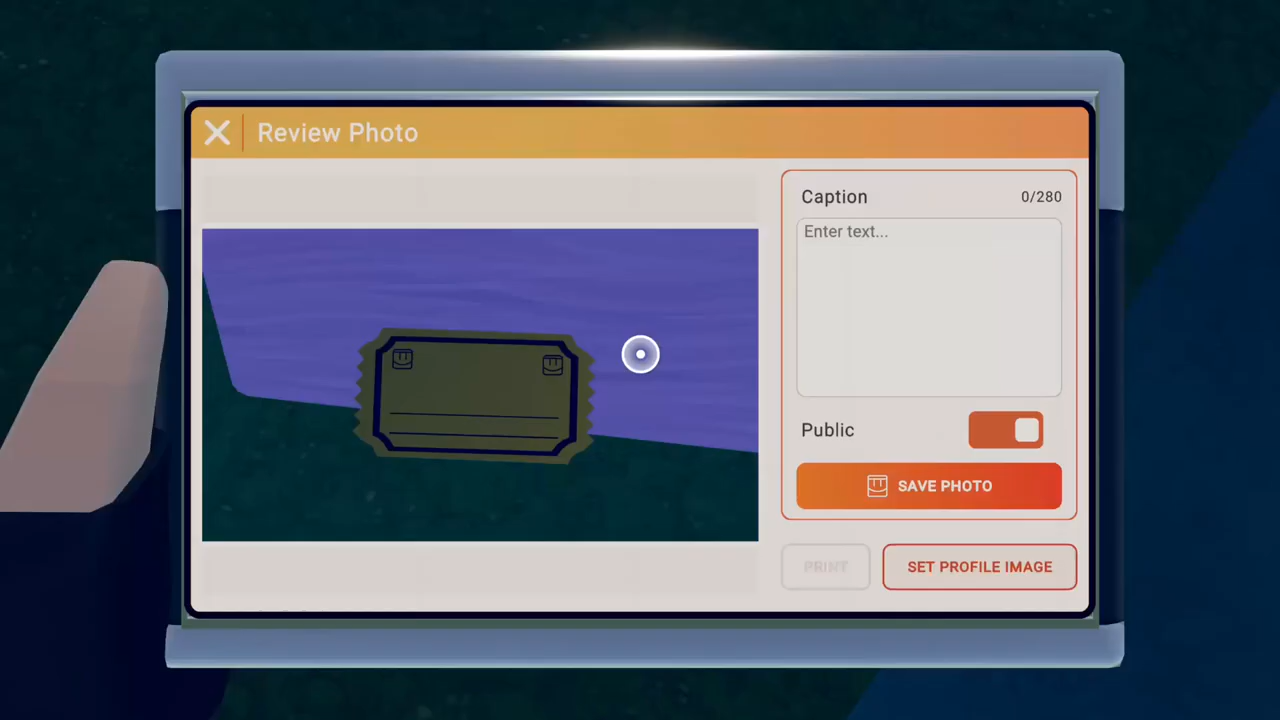 Review Photo
Caption 0/280
Enter text...
Public
SAVE PHOTO
PRINT SET PROFILE IMAGE